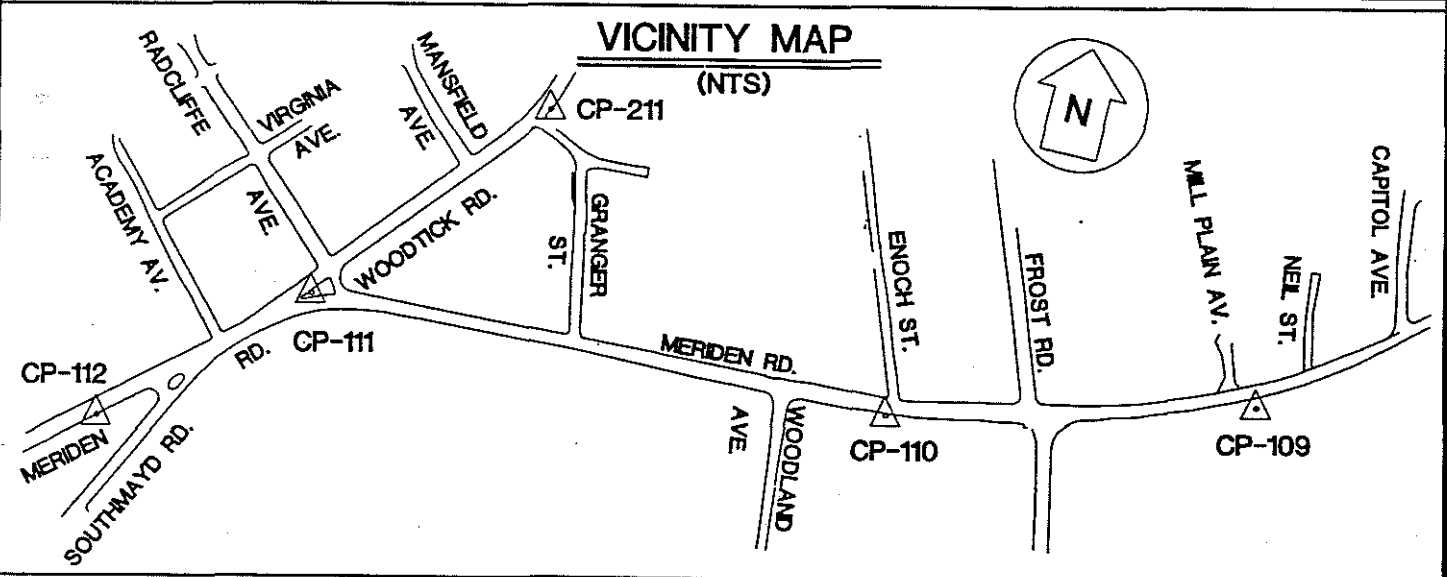 VICINITY MAP
(NTS)
N
RADCLIFFE
AVE.
VIRGINIA
AVE.
MANSFIELD
AVE
CP-211
ACADEMY AV.
WOODTICK RD.
GRANGER
ST.
ENOCH ST.
FROST RD.
MILL PLAIN AV.
NEIL ST.
CAPITOL AVE.
CP-111
CP-112
MERIDEN
RD.
SOUTHMAYD RD.
MERIDEN RD.
WOODLAND
AVE
CP-110
CP-109